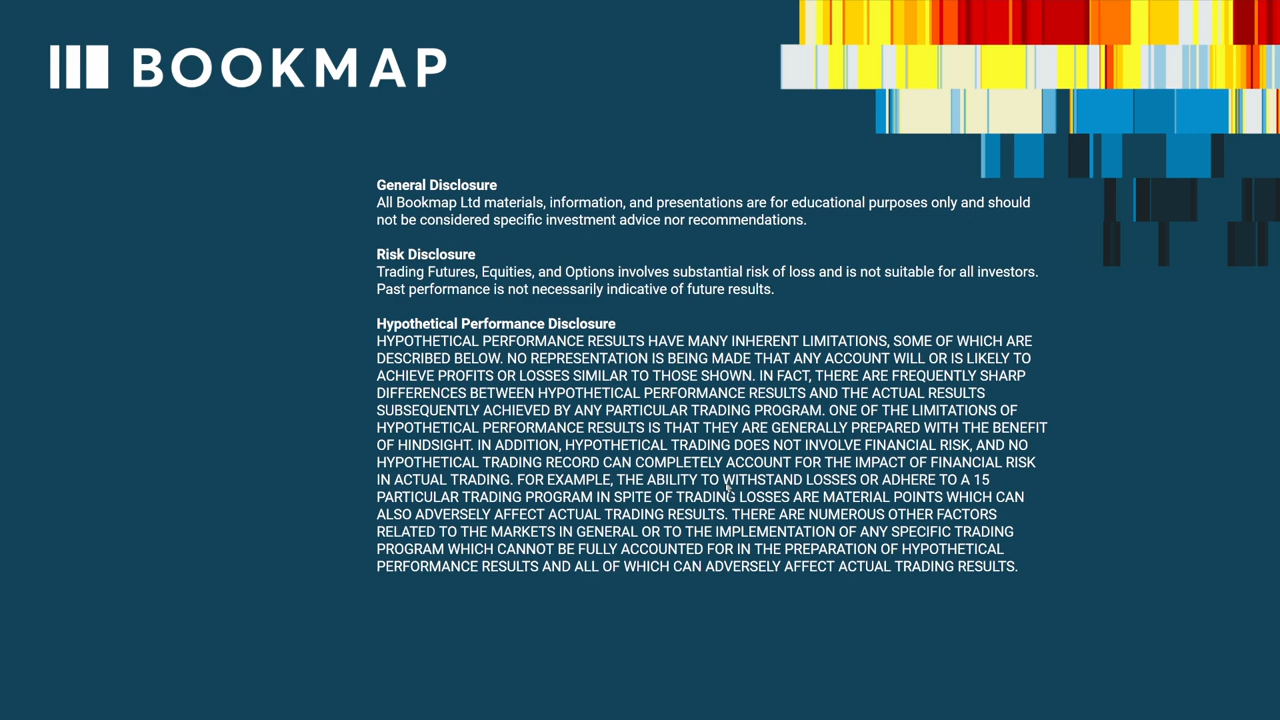 BOOKMAP
General Disclosure
All Bookmap Ltd materials, information, and presentations are for educational purposes only and should
not be considered specific investment advice nor recommendations.
Risk Disclosure
Trading Futures, Equities, and Options involves substantial risk of loss and is not suitable for all investors.
Past performance is not necessarily indicative of future results.
Hypothetical Performance Disclosure
HYPOTHETICAL PERFORMANCE RESULTS HAVE MANY INHERENT LIMITATIONS, SOME OF WHICH ARE
DESCRIBED BELOW. NO REPRESENTATION IS BEING MADE THAT ANY ACCOUNT WILL OR IS LIKELY TO
ACHIEVE PROFITS OR LOSSES SIMILAR TO THOSE SHOWN. IN FACT, THERE ARE FREQUENTLY SHARP
DIFFERENCES BETWEEN HYPOTHETICAL PERFORMANCE RESULTS AND THE ACTUAL RESULTS
SUBSEQUENTLY ACHIEVED BY ANY PARTICULAR TRADING PROGRAM. ONE OF THE LIMITATIONS OF
HYPOTHETICAL PERFORMANCE RESULTS IS THAT THEY ARE GENERALLY PREPARED WITH THE BENEFIT
OF HINDSIGHT. IN ADDITION, HYPOTHETICAL TRADING DOES NOT INVOLVE FINANCIAL RISK, AND NO
HYPOTHETICAL TRADING RECORD CAN COMPLETELY ACCOUNT FOR THE IMPACT OF FINANCIAL RISK
IN ACTUAL TRADING. FOR EXAMPLE, THE ABILITY TO WITHSTAND LOSSES OR ADHERE TO A 15
PARTICULAR TRADING PROGRAM IN SPITE OF TRADING LOSSES ARE MATERIAL POINTS WHICH CAN
ALSO ADVERSELY AFFECT ACTUAL TRADING RESULTS. THERE ARE NUMEROUS OTHER FACTORS
RELATED TO THE MARKETS IN GENERAL OR TO THE IMPLEMENTATION OF ANY SPECIFIC TRADING
PROGRAM WHICH CANNOT BE FULLY ACCOUNTED FOR IN THE PREPARATION OF HYPOTHETICAL
PERFORMANCE RESULTS AND ALL OF WHICH CAN ADVERSELY AFFECT ACTUAL TRADING RESULTS.